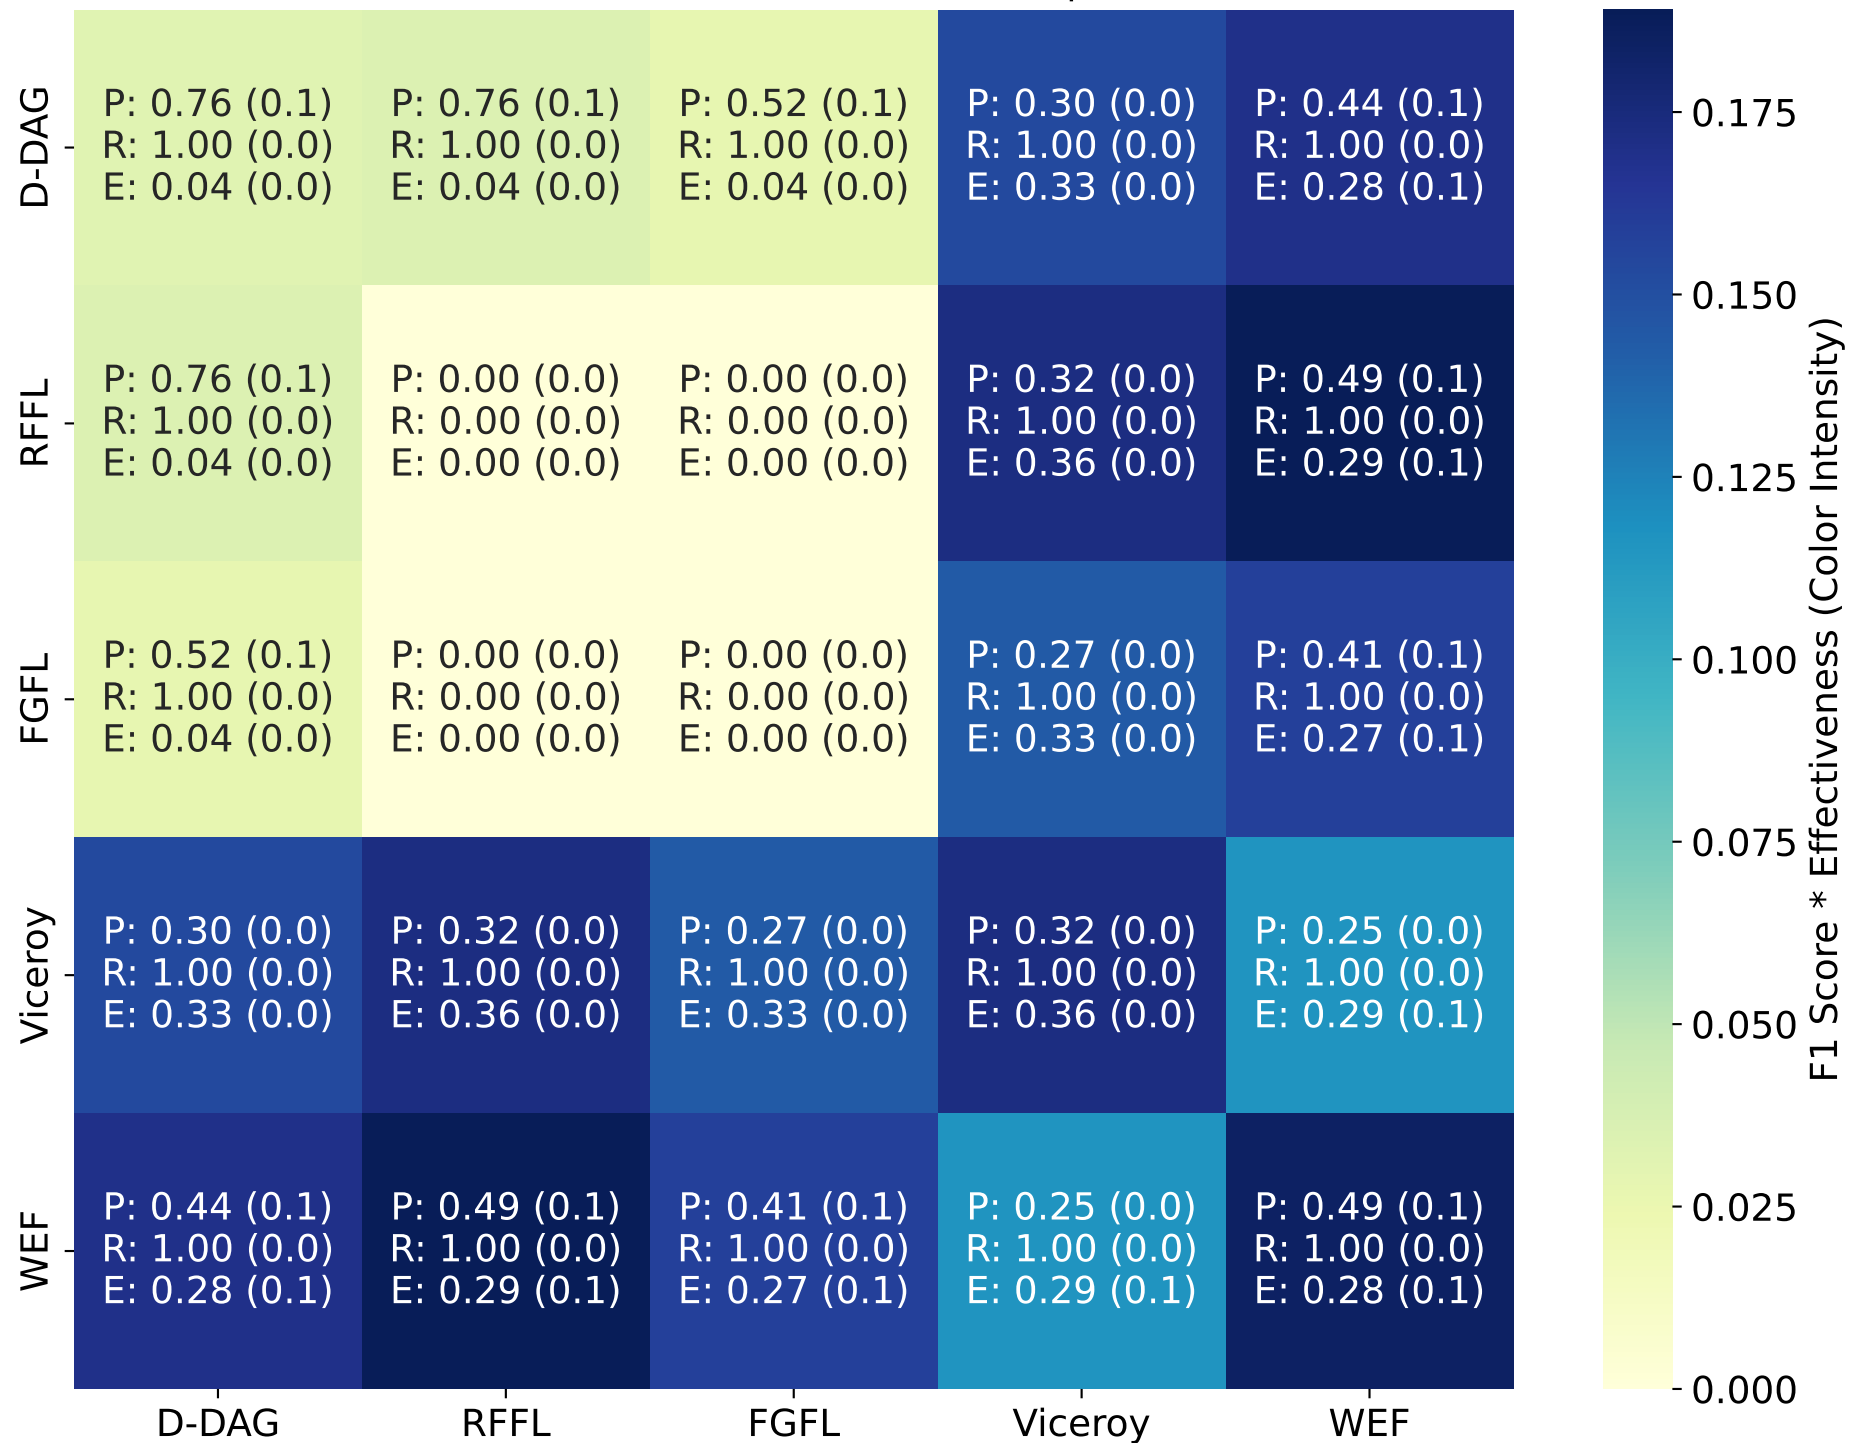 D-DAG
P: 0.76 (0.1)
R: 1.00 (0.0)
E: 0.04 (0.0)
P: 0.76 (0.1)
R: 1.00 (0.0)
E: 0.04 (0.0)
P: 0.52 (0.1)
R: 1.00 (0.0)
E: 0.04 (0.0)
P: 0.30 (0.0)
R: 1.00 (0.0)
E: 0.33 (0.0)
P: 0.44 (0.1)
R: 1.00 (0.0)
E: 0.28 (0.1)
RFFL
P: 0.76 (0.1)
R: 1.00 (0.0)
E: 0.04 (0.0)
P: 0.00 (0.0)
R: 0.00 (0.0)
E: 0.00 (0.0)
P: 0.00 (0.0)
R: 0.00 (0.0)
E: 0.00 (0.0)
P: 0.32 (0.0)
R: 1.00 (0.0)
E: 0.36 (0.0)
P: 0.49 (0.1)
R: 1.00 (0.0)
E: 0.29 (0.1)
FGFL
P: 0.52 (0.1)
R: 1.00 (0.0)
E: 0.04 (0.0)
P: 0.00 (0.0)
R: 0.00 (0.0)
E: 0.00 (0.0)
P: 0.00 (0.0)
R: 0.00 (0.0)
E: 0.00 (0.0)
P: 0.27 (0.0)
R: 1.00 (0.0)
E: 0.33 (0.0)
P: 0.41 (0.1)
R: 1.00 (0.0)
E: 0.27 (0.1)
Viceroy
P: 0.30 (0.0)
R: 1.00 (0.0)
E: 0.33 (0.0)
P: 0.32 (0.0)
R: 1.00 (0.0)
E: 0.36 (0.0)
P: 0.27 (0.0)
R: 1.00 (0.0)
E: 0.33 (0.0)
P: 0.32 (0.0)
R: 1.00 (0.0)
E: 0.36 (0.0)
P: 0.25 (0.0)
R: 1.00 (0.0)
E: 0.29 (0.1)
WEF
P: 0.44 (0.1)
R: 1.00 (0.0)
E: 0.28 (0.1)
P: 0.49 (0.1)
R: 1.00 (0.0)
E: 0.29 (0.1)
P: 0.41 (0.1)
R: 1.00 (0.0)
E: 0.27 (0.1)
P: 0.25 (0.0)
R: 1.00 (0.0)
E: 0.29 (0.1)
P: 0.49 (0.1)
R: 1.00 (0.0)
E: 0.28 (0.1)
D-DAG
RFFL
FGFL
Viceroy
WEF
0.175
0.150
0.125
0.100
0.075
0.050
0.025
0.000
F1 Score * Effectiveness (Color Intensity)